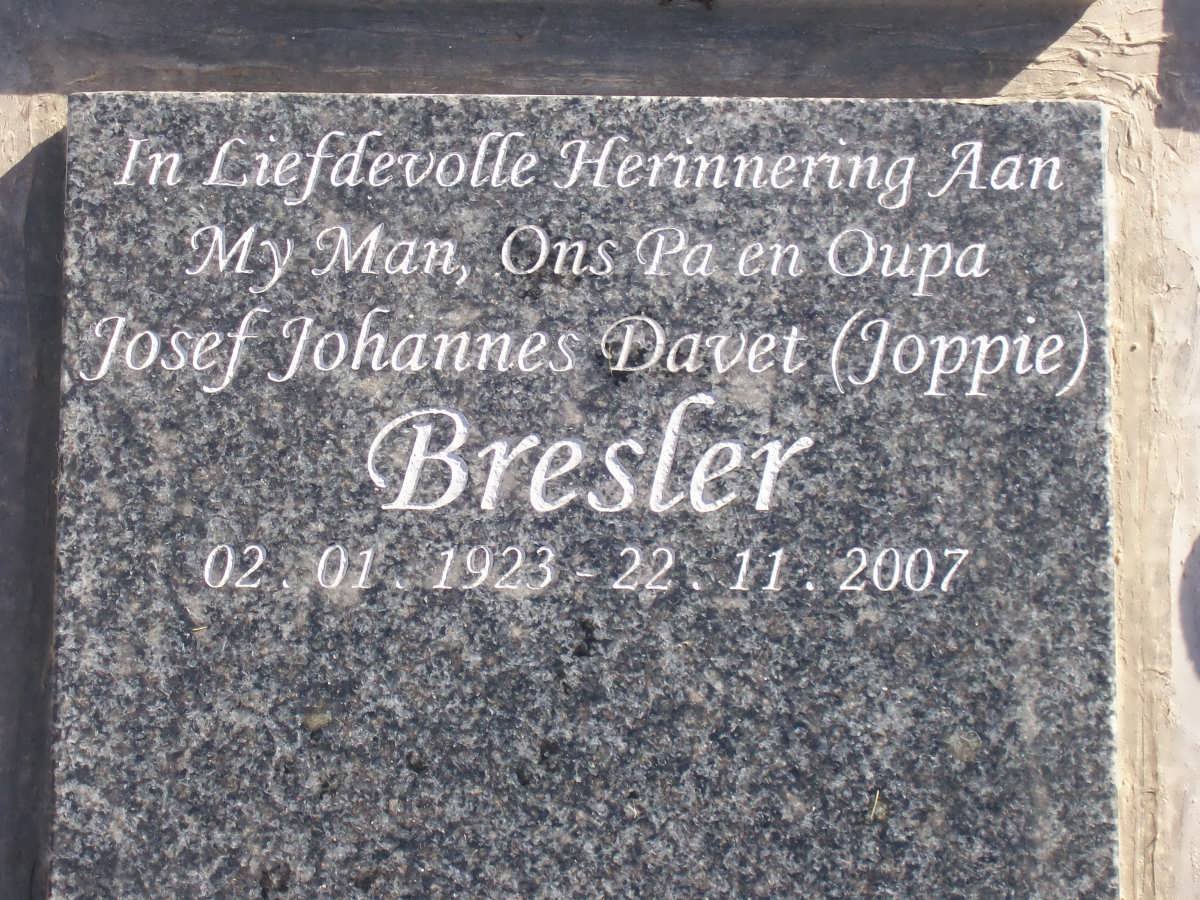 In Liefdevolle Herinnering Aan
My Man, Ons Pa en Oupa
Josef Johannes Davet (Joppie)
Bresler
02 . 01 . 1923 - 22 . 11 . 2007